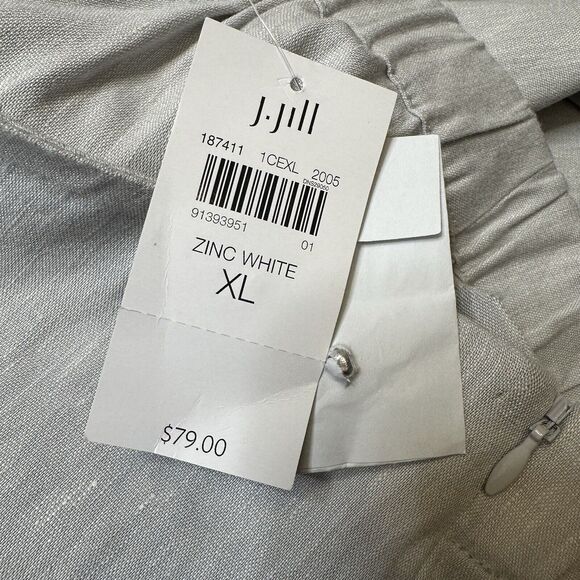 J.Jill
187411 1CEXL 2005
91393951 01
ZINC WHITE
XL
$79.00